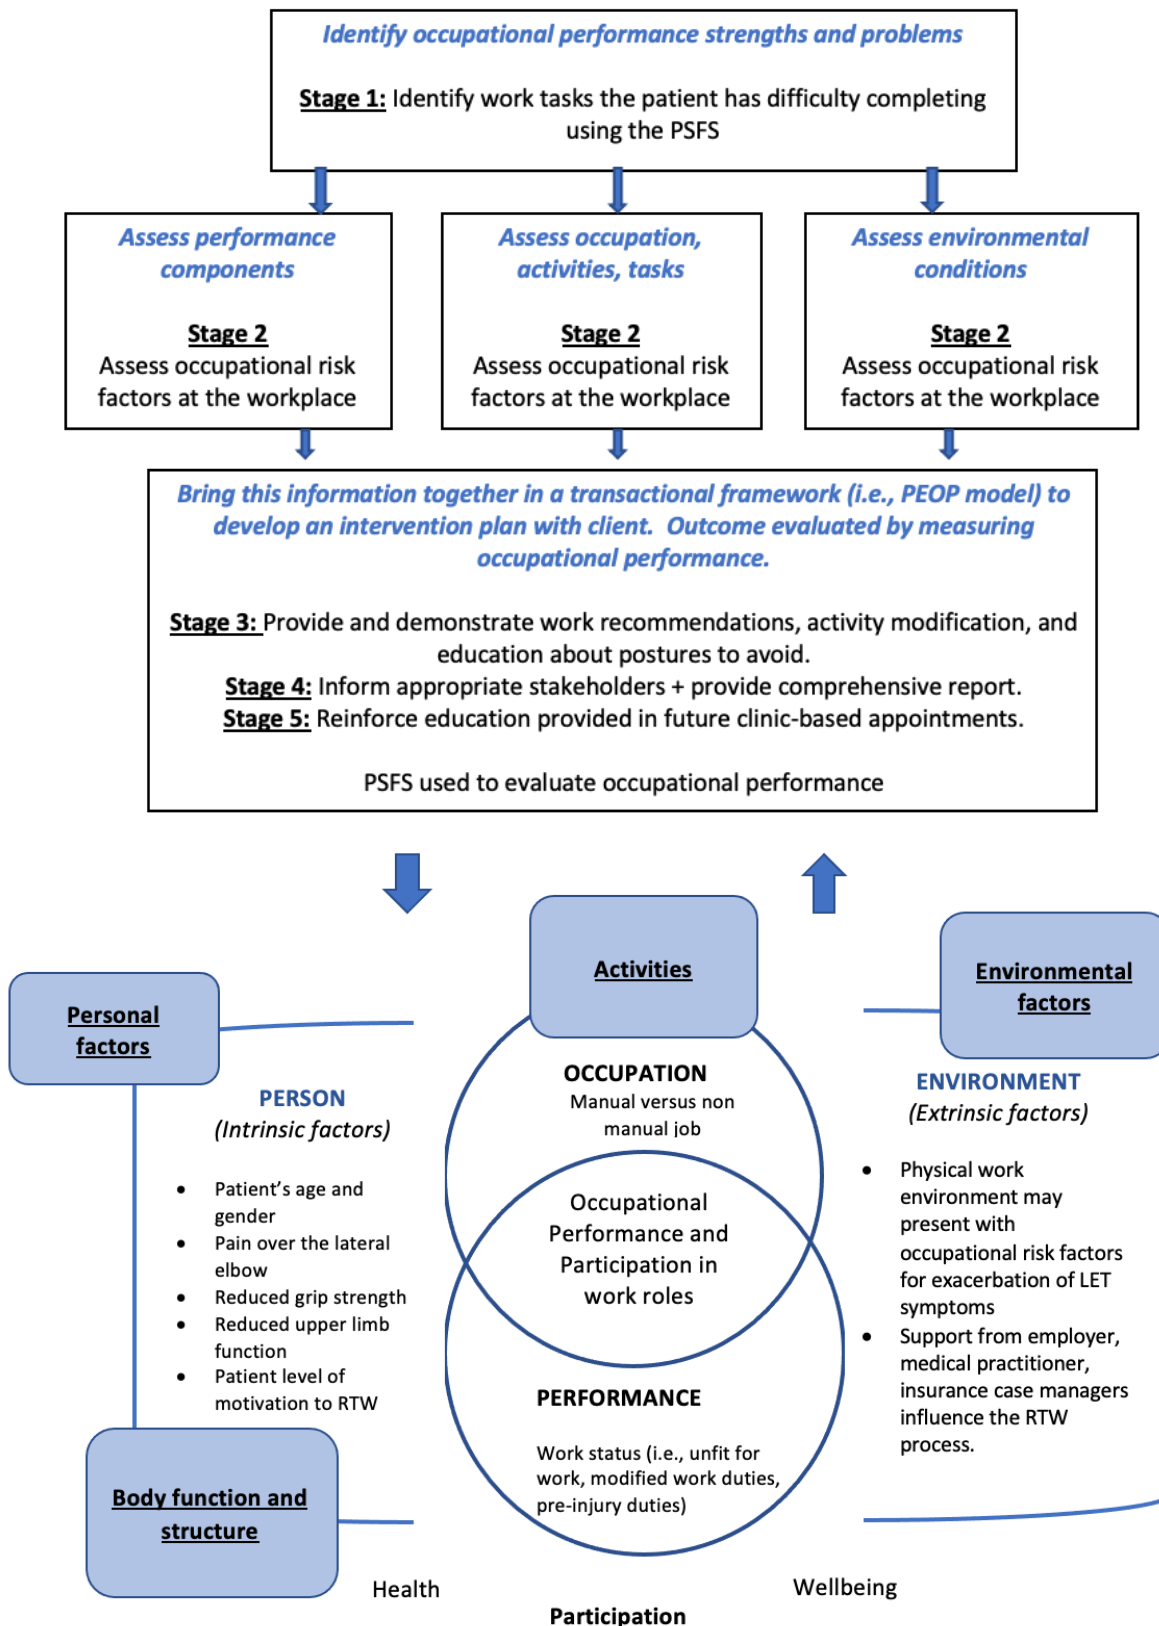 Identify occupational performance strengths and problems
Stage 1: Identify work tasks the patient has difficulty completing
using the PSFS
Assess performance
components
Stage 2
Assess occupational risk
factors at the workplace
Assess occupation,
activities, tasks
Stage 2
Assess occupational risk
factors at the workplace
Assess environmental
conditions
Stage 2
Assess occupational risk
factors at the workplace
Bring this information together in a transactional framework (i.e., PEOP model) to
develop an intervention plan with client.  Outcome evaluated by measuring
occupational performance.
Stage 3: Provide and demonstrate work recommendations, activity modification, and
education about postures to avoid.
Stage 4: Inform appropriate stakeholders + provide comprehensive report.
Stage 5: Reinforce education provided in future clinic-based appointments.
PSFS used to evaluate occupational performance
Personal
factors
PERSON
(Intrinsic factors)
• Patient's age and
gender
• Pain over the lateral
elbow
• Reduced grip strength
• Reduced upper limb
function
• Patient level of
motivation to RTW
Body function and
structure
Activities
OCCUPATION
Manual versus non
manual job
Occupational
Performance and
Participation in
work roles
PERFORMANCE
Work status (i.e., unfit for
work, modified work duties,
pre-injury duties)
Environmental
factors
ENVIRONMENT
(Extrinsic factors)
• Physical work
environment may
present with
occupational risk factors
for exacerbation of LET
symptoms
• Support from employer,
medical practitioner,
insurance case managers
influence the RTW
process.
Health
Wellbeing
Participation